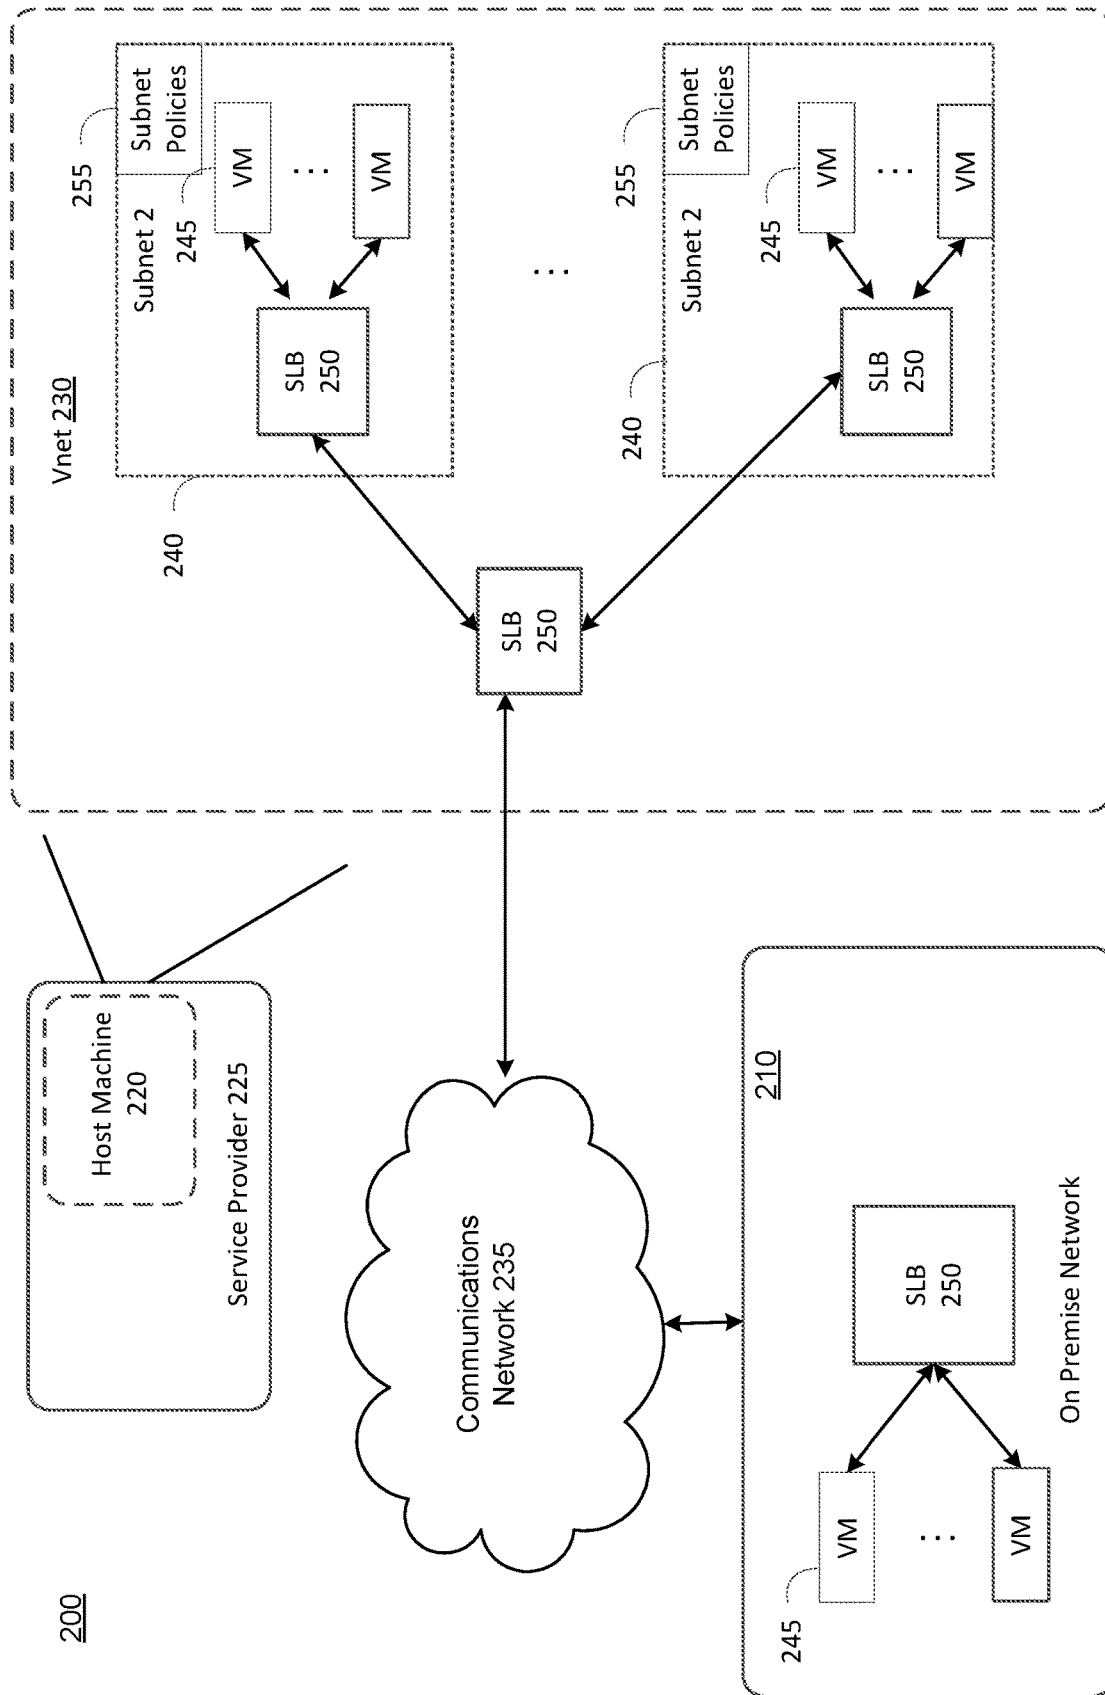 200
Host Machine
220
Service Provider 225
Communications
Network 235
210
245
VM
...
VM
SLB
250
On Premise Network
Vnet 230
SLB
250
240
Subnet 2
255
Subnet
Policies
245
VM
...
VM
SLB
250
...
240
Subnet 2
255
Subnet
Policies
245
VM
...
VM
SLB
250